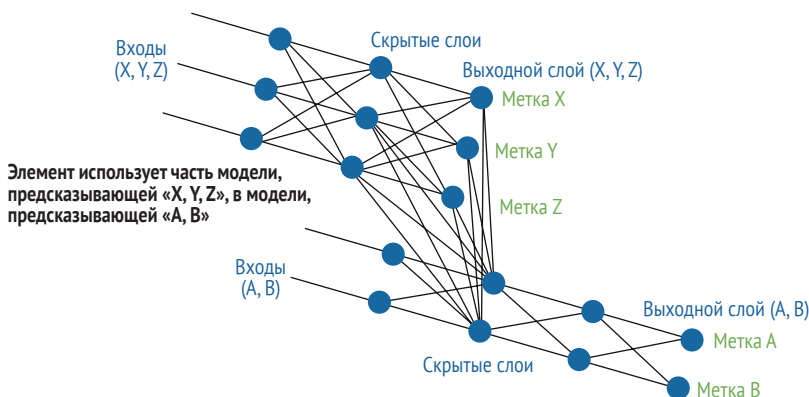 Входы
(X, Y, Z)
Скрытые слои
Выходной слой (X, Y, Z)
Метка X
Метка Y
Метка Z
Элемент использует часть модели,
предсказывающей «X, Y, Z», в модели,
предсказывающей «A, B»
Входы
(A, B)
Скрытые слои
Выходной слой (A, B)
Метка A
Метка B